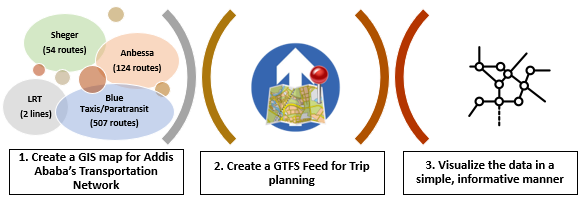 Sheger
(54 routes)
Anbessa
(124 routes)
LRT
(2 lines)
Blue
Taxis/Paratransit
(507 routes)
1. Create a GIS map for Addis
Ababa's Transportation
Network
2. Create a GTFS Feed for Trip
planning
3. Visualize the data in a
simple, informative manner